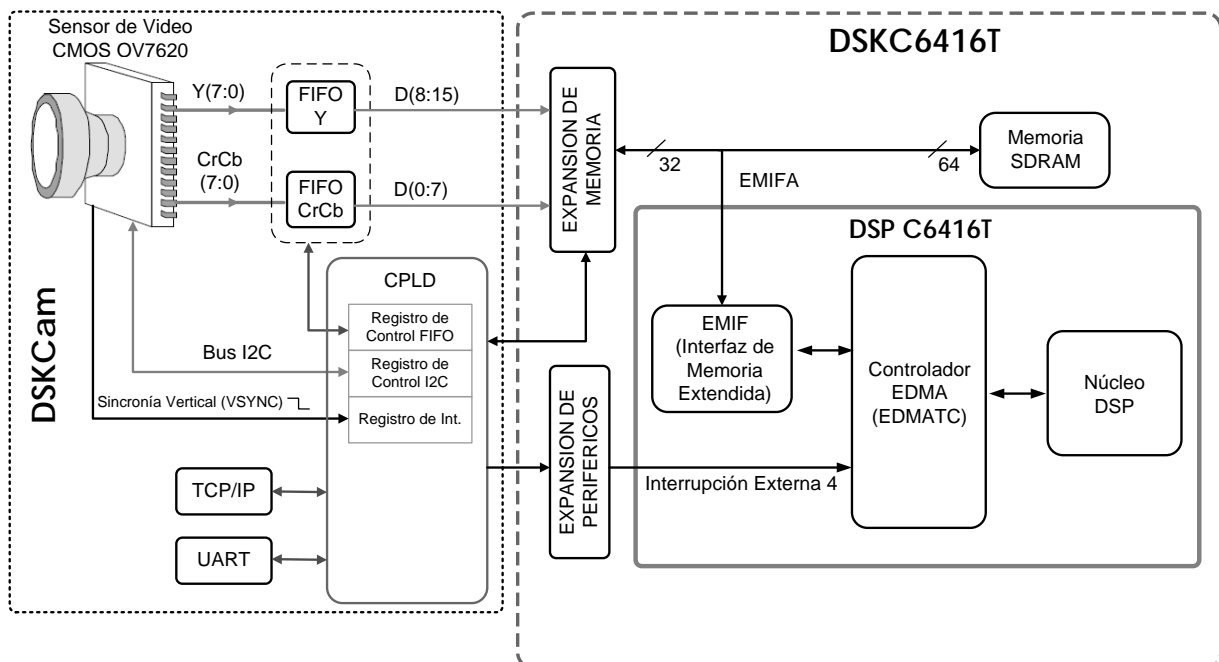 Sensor de Video
CMOS OV7620
Y(7:0)
CrCb
(7:0)
FIFO
Y
FIFO
CrCb
D(8:15)
D(0:7)
DSKCam
CPLD
Registro de
Control FIFO
Registro de
Control I2C
Registro de Int.
Bus I2C
Sincronía Vertical (VSYNC)
TCP/IP
UART
DSKC6416T
EXPANSION DE
MEMORIA
32
64
EMIFA
Memoria
SDRAM
DSP C6416T
EMIF
(Interfaz de
Memoria
Extendida)
Controlador
EDMA
(EDMATC)
Núcleo
DSP
EXPANSION DE
PERIFERICOS
Interrupción Externa 4